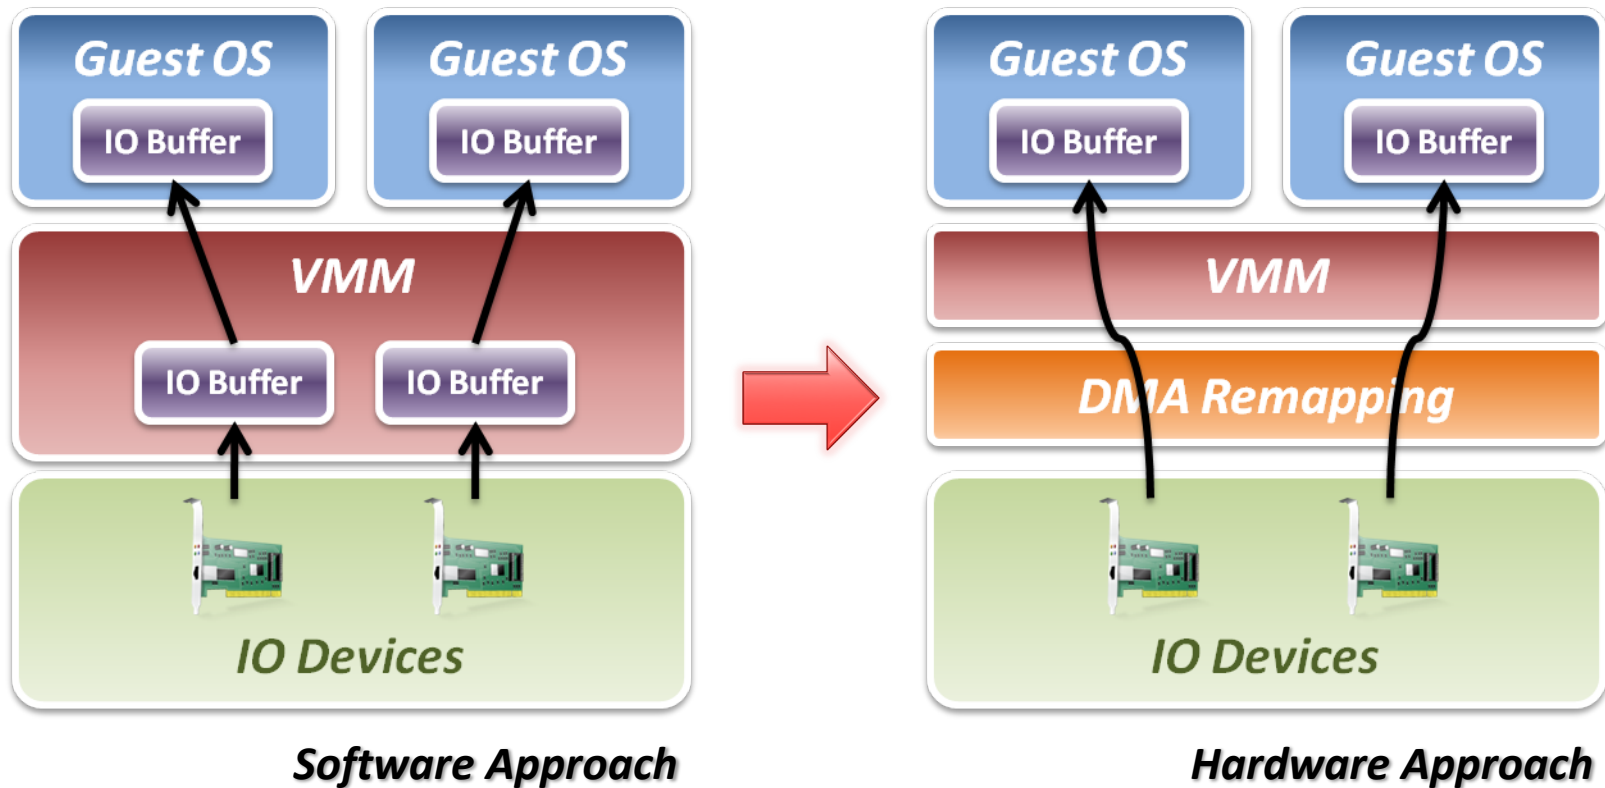 Guest OS
IO Buffer
Guest OS
IO Buffer
VMM
IO Buffer
IO Buffer
IO Devices
Software Approach
Guest OS
IO Buffer
Guest OS
IO Buffer
VMM
DMA Remapping
IO Devices
Hardware Approach